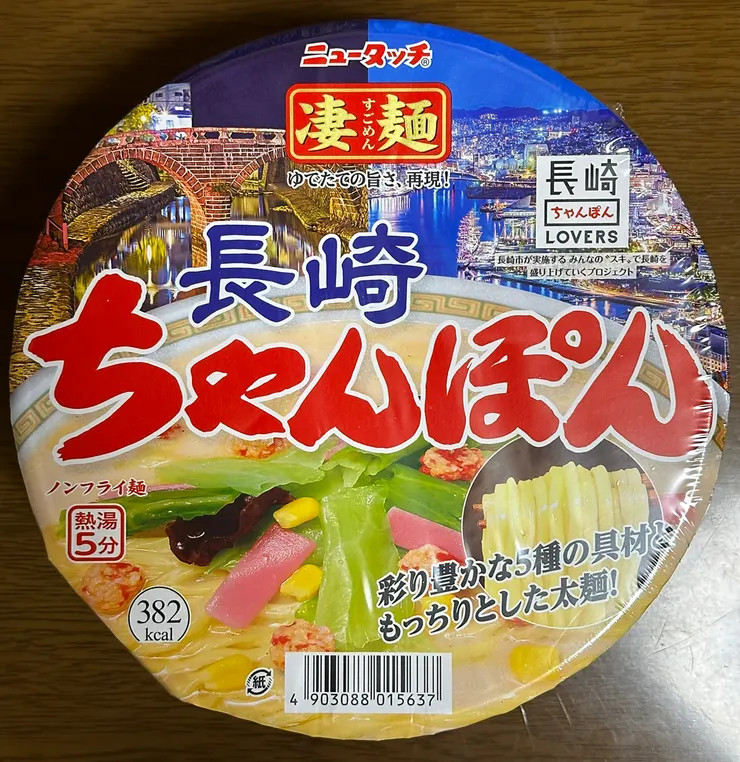 ニュータッチ®
凄麺
すごめん
ゆでたての旨さ、再現!
長崎
ちゃんぽん
LOVERS
長崎市が実施する みんなの“スキ”で長崎を
盛り上げていくプロジェクト
長崎
ちゃんぽん
ノンフライ麺
熱湯
5分
彩り豊かな5種の具材と
もっちりとした太麺!
382
kcal
紙
4 903088 015637